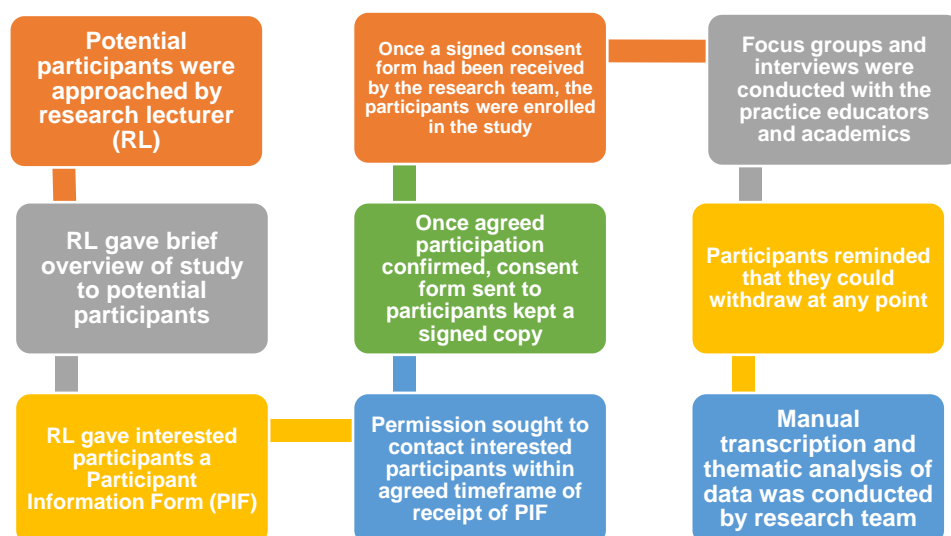 Potential
participants were
approached by
research lecturer
(RL)
RL gave brief
overview of study
to potential
participants
RL gave interested
participants a
Participant
Information Form (PIF)
Permission sought to
contact interested
participants within
agreed timeframe of
receipt of PIF
Once agreed
participation
confirmed, consent
form sent to
participants kept a
signed copy
Once a signed consent
form had been received
by the research team, the
participants were enrolled
in the study
Focus groups and
interviews were
conducted with the
practice educators
and academics
Participants reminded
that they could
withdraw at any point
Manual
transcription and
thematic analysis of
data was conducted
by research team